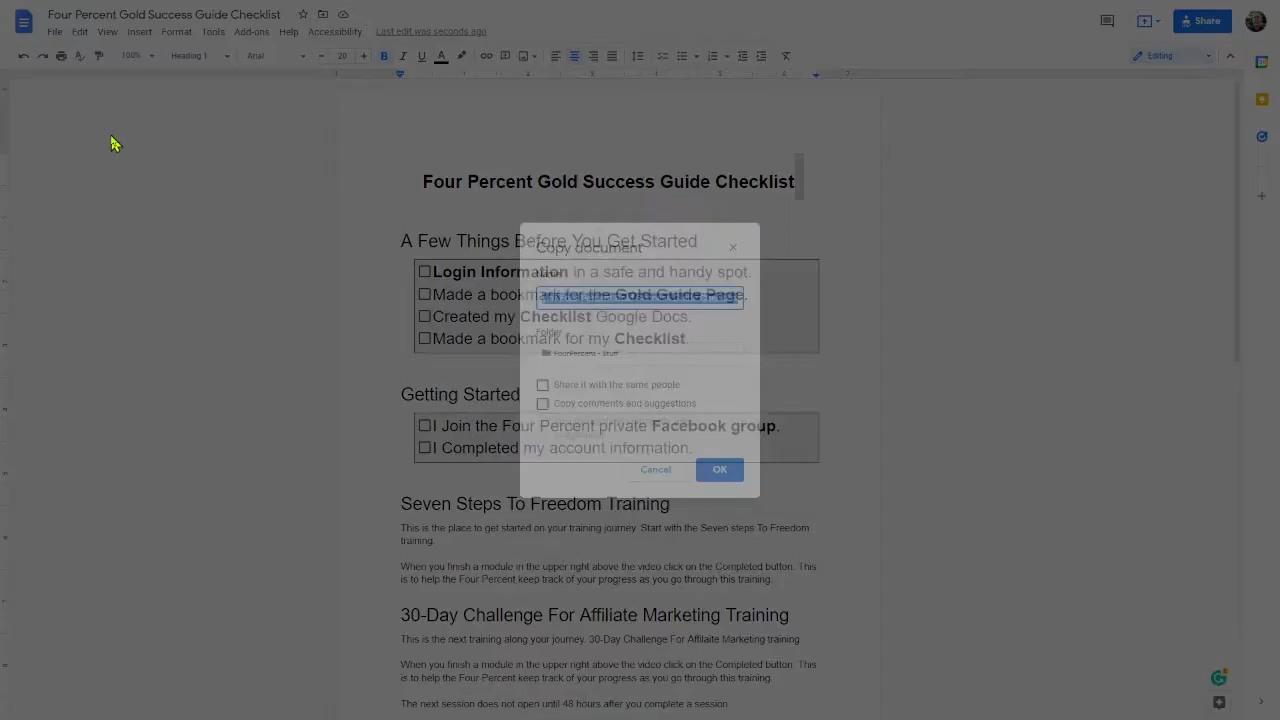 Four Percent Gold Success Guide Checklist
File Edit View Insert Format Tools Add-ons Help Accessibility Last edit was seconds ago
Share
100% Heading 1 Arial 20 Editing
Four Percent Gold Success Guide Checklist
A Few Things Before You Get Started
Copy document
Login Information in a safe and handy spot.
Name
Made a bookmark for the Gold Guide Page.
Created my Checklist Google Docs.
Folder
Made a bookmark for my Checklist.
FourPercent - Stuff
Share it with the same people
Getting Started
Copy comments and suggestions
I Join the Four Percent private Facebook group.
I Completed my account information.
Cancel OK
Seven Steps To Freedom Training
This is the place to get started on your training journey. Start with the Seven steps To Freedom
training.
When you finish a module in the upper right above the video click on the Completed button. This
is to help the Four Percent keep track of your progress as you go through this training.
30-Day Challenge For Affiliate Marketing Training
This is the next training along your journey. 30-Day Challenge For Affilaite Marketing training.
When you finish a module in the upper right above the video click on the Completed button. This
is to help the Four Percent keep track of your progress as you go through this training.
The next session does not open until 48 hours after you complete a session